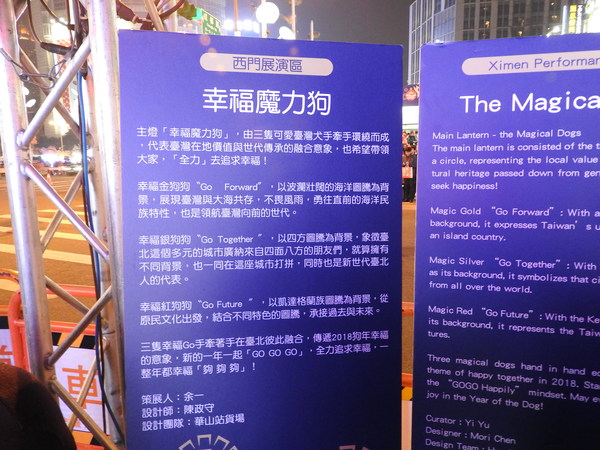 西門展演區
幸福魔力狗
主燈「幸福魔力狗」，由三隻可愛臺灣犬手牽手環繞而成
，代表臺灣在地價值與世代傳承的融合意象，也希望帶領
大家，「全力」去追求幸福！
幸福金狗狗“Go Forward”，以波瀾壯闊的海洋圖騰為背
景，展現臺灣與大海共存，不畏風雨，勇往直前的海洋民
族特性，也是領航臺灣向前的世代。
幸福銀狗狗“Go Together”，以四方圖騰為背景，象徵臺
北這個多元的城市廣納來自四面八方的朋友們，就算擁有
不同背景，也一同在這座城市打拼，同時也是新世代臺北
人的代表。
幸福紅狗狗“Go Future ”，以凱達格蘭族圖騰為背景，從
原民文化出發，結合不同特色的圖騰，承接過去與未來。
三隻幸福Go手牽著手在臺北彼此融合，傳遞2018狗年幸福
的意象，新的一年一起「GO GO GO」，全力追求幸福，一
整年都幸福「夠 夠 夠」！
策展人：余一
設計師：陳政守
設計團隊：華山站貨場
Ximen Performan
The Magica
Main Lantern - the Magical Dogs
The main lantern is consisted of the t
a circle, representing the local value
tural heritage passed down from gen
seek happiness!
Magic Gold “Go Forward”: With a
background, it expresses Taiwan’s u
an island country.
Magic Silver “Go Together”: With
as its background, it symbolizes that ci
from all over the world.
Magic Red “Go Future”: With the Ke
its background, it represents the Taiw
tures.
Three magical dogs hand in hand ec
theme of happy together in 2018. Sta
the “GOGO Happily” mindset. May ev
joy in the Year of the Dog!
Curator : Yi Yu
Designer : Mori Chen
Design Team : H
車